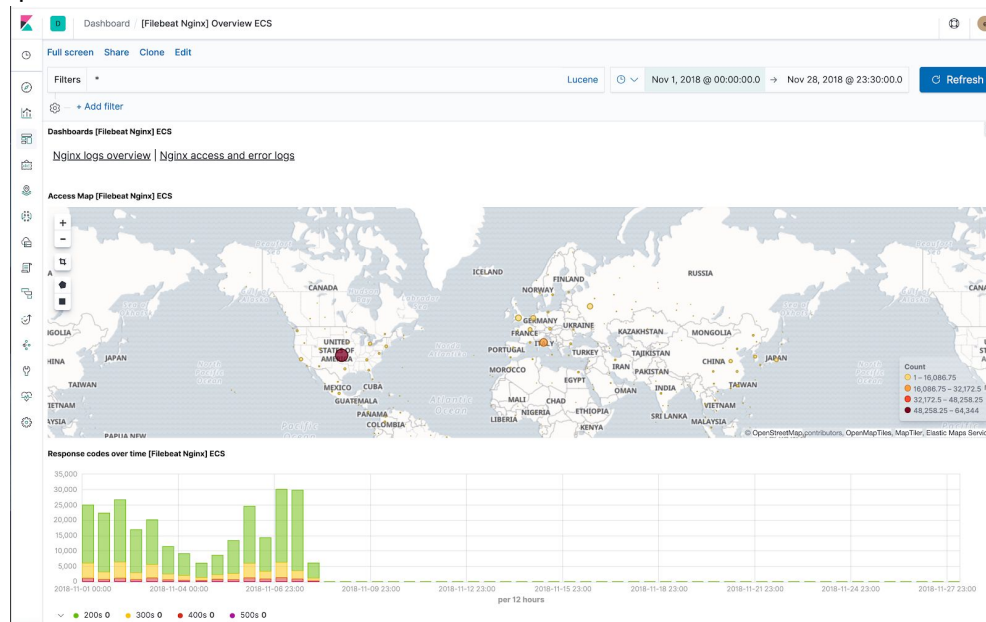 D Dashboard / [Filebeat Nginx] Overview ECS
Full screen Share Clone Edit
Filters * Lucene Nov 1, 2018 @ 00:00:00.0 → Nov 28, 2018 @ 23:30:00.0 Refresh
+ Add filter
Dashboards [Filebeat Nginx] ECS
Nginx logs overview | Nginx access and error logs
Access Map [Filebeat Nginx] ECS
+
−
ICELAND
RUSSIA
FINLAND
CANADA
Hudson
Bay
NORWAY
GERMANY
UKRAINE
FRANCE
KAZAKHSTAN
MONGOLIA
UNITED
STATES OF
AMERICA
North
Atlantic
Ocean
ITALY
PORTUGAL
TURKEY
TAJIKISTAN
CHINA
JAPAN
JAPAN
MOROCCO
IRAN
PAKISTAN
EGYPT
TAIWAN
MEXICO
CUBA
OMAN
INDIA
TAIWAN
GUATEMALA
MALI
CHAD
VIETNAM
PANAMA
NIGERIA
ETHIOPIA
SRI LANKA
LIBERIA
MALAYSIA
COLOMBIA
KENYA
PAPUA NEW
Count
1 – 16,086.75
16,086.75 – 32,172.5
32,172.5 – 48,258.25
48,258.25 – 64,344
© OpenStreetMap contributors, OpenMapTiles, MapTiler, Elastic Maps Servic
Response codes over time [Filebeat Nginx] ECS
35,000
30,000
25,000
20,000
15,000
10,000
5,000
0
2018-11-01 00:00 2018-11-04 00:00 2018-11-06 23:00 2018-11-09 23:00 2018-11-12 23:00 2018-11-15 23:00 2018-11-18 23:00 2018-11-21 23:00 2018-11-24 23:00 2018-11-27 23:00
per 12 hours
200s 0 300s 0 400s 0 500s 0